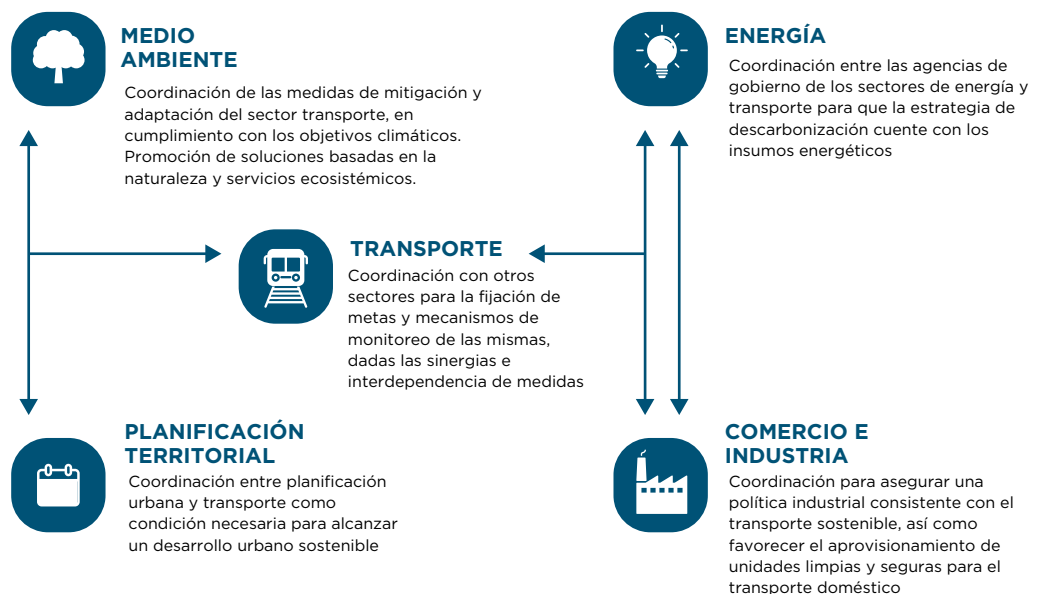 MEDIO
AMBIENTE
Coordinación de las medidas de mitigación y
adaptación del sector transporte, en
cumplimiento con los objetivos climáticos.
Promoción de soluciones basadas en la
naturaleza y servicios ecosistémicos.
ENERGÍA
Coordinación entre las agencias de
gobierno de los sectores de energía y
transporte para que la estrategia de
descarbonización cuente con los
insumos energéticos
TRANSPORTE
Coordinación con otros
sectores para la fijación de
metas y mecanismos de
monitoreo de las mismas,
dadas las sinergias e
interdependencia de medidas
PLANIFICACIÓN
TERRITORIAL
Coordinación entre planificación
urbana y transporte como
condición necesaria para alcanzar
un desarrollo urbano sostenible
COMERCIO E
INDUSTRIA
Coordinación para asegurar una
política industrial consistente con el
transporte sostenible, así como
favorecer el aprovisionamiento de
unidades limpias y seguras para el
transporte doméstico